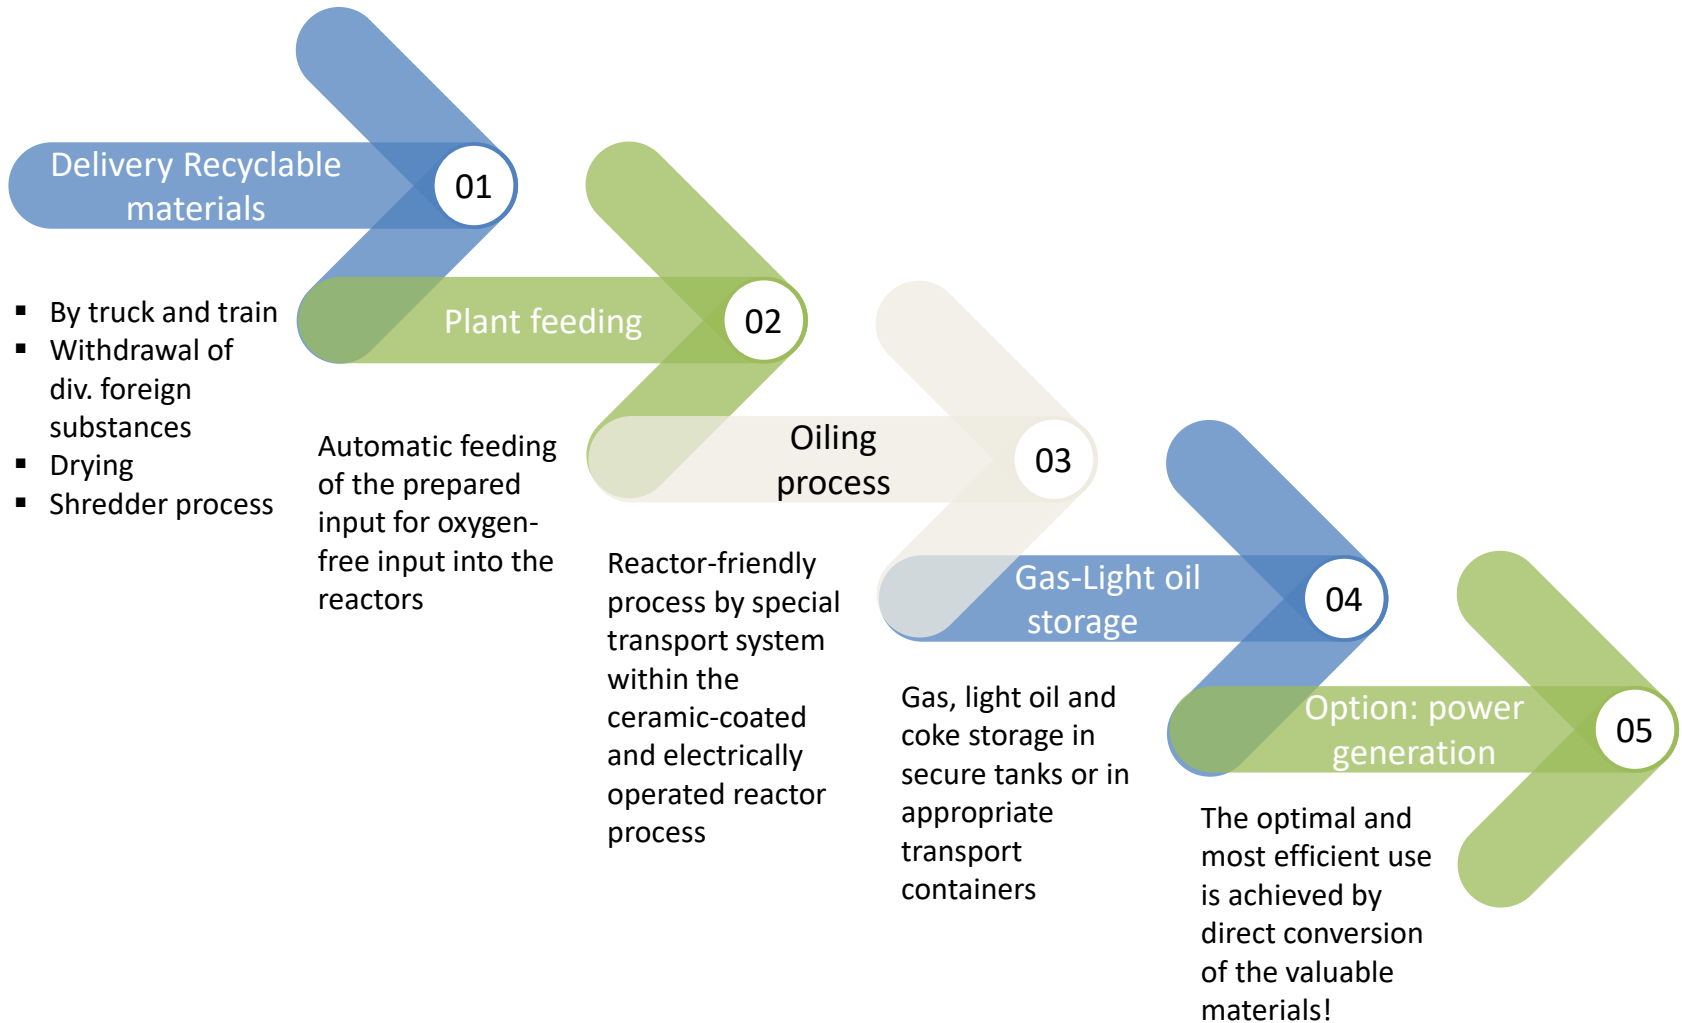 Delivery Recyclable
materials
01
▪ By truck and train
▪ Withdrawal of
div. foreign
substances
▪ Drying
▪ Shredder process
Plant feeding
02
Automatic feeding
of the prepared
input for oxygen-
free input into the
reactors
Oiling
process
03
Reactor-friendly
process by special
transport system
within the
ceramic-coated
and electrically
operated reactor
process
Gas-Light oil
storage
04
Gas, light oil and
coke storage in
secure tanks or in
appropriate
transport
containers
Option: power
generation
05
The optimal and
most efficient use
is achieved by
direct conversion
of the valuable
materials!